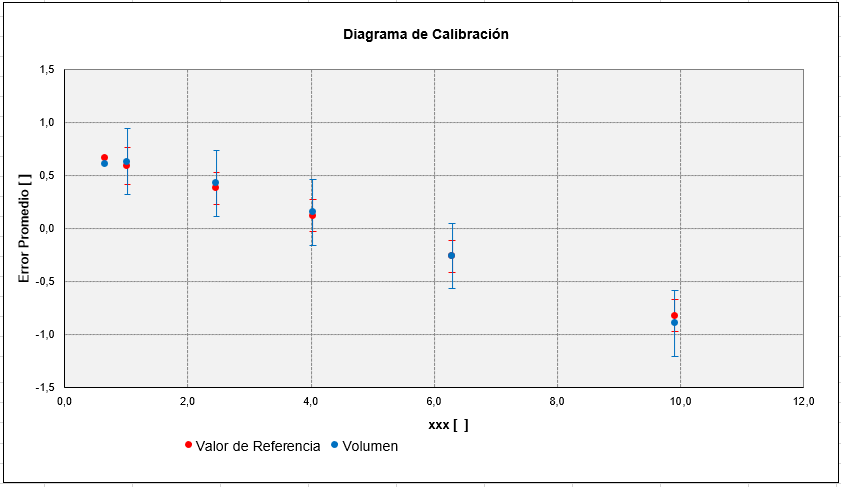 Diagrama de Calibración
1,5
1,0
0,5
0,0
-0,5
-1,0
-1,5
Error Promedio [ ]
0,0 2,0 4,0 6,0 8,0 10,0 12,0
xxx [ ]
Valor de Referencia Volumen